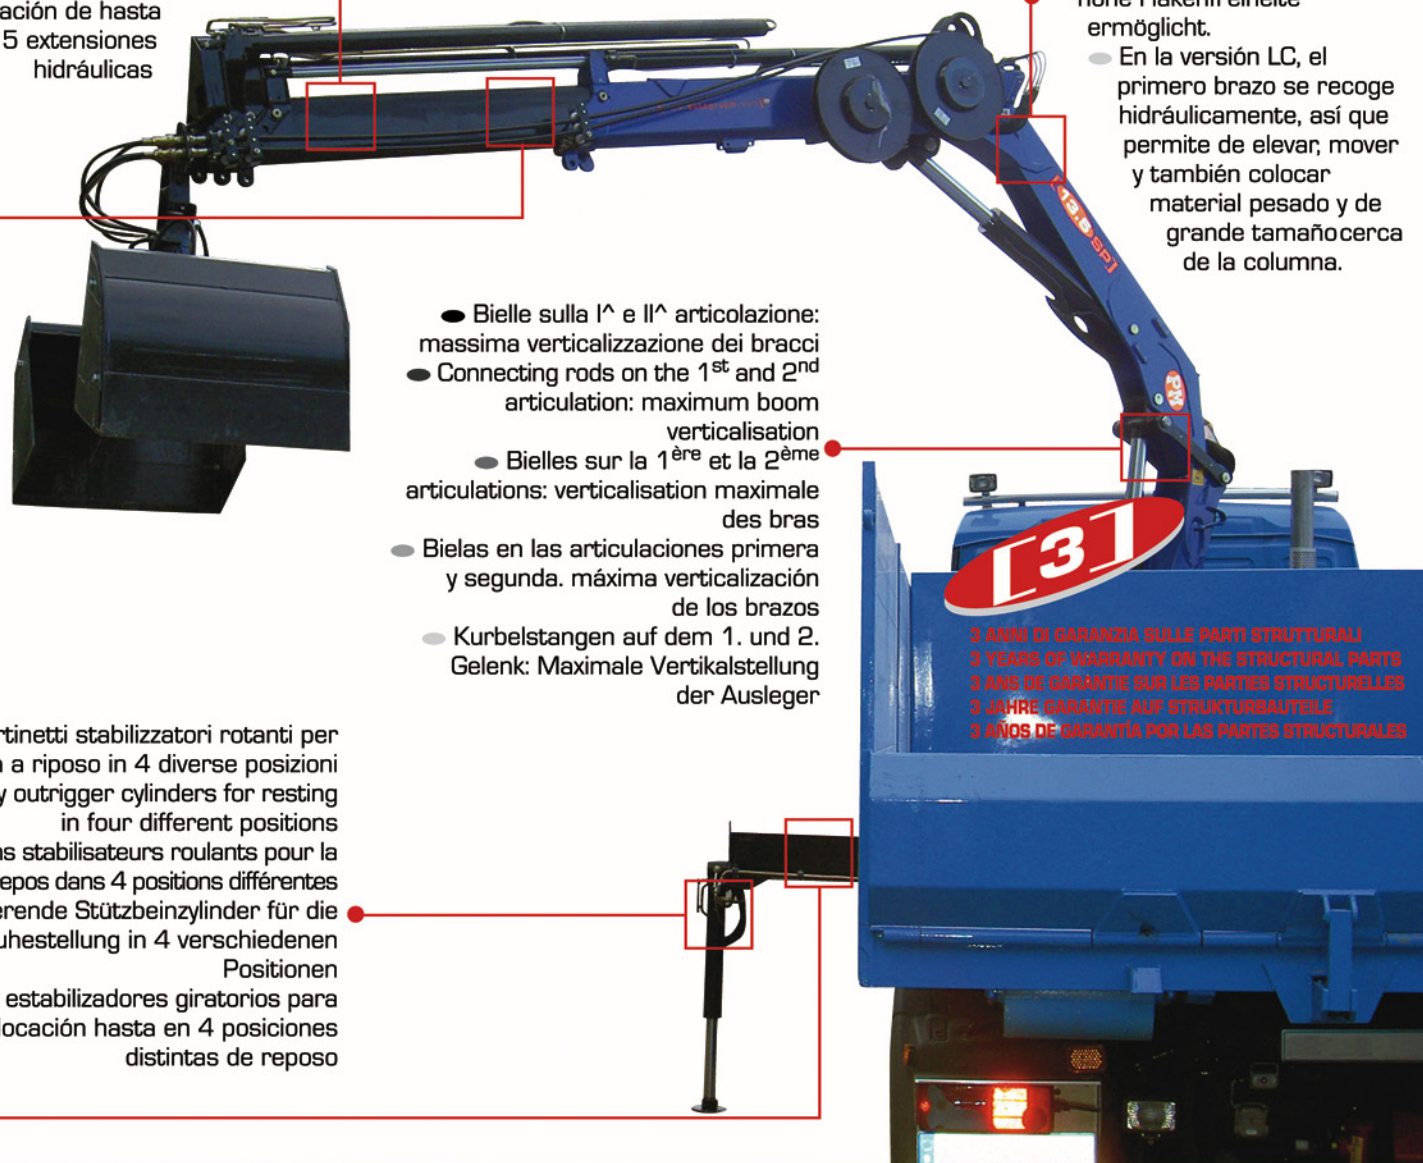 ación de hasta
5 extensiones
hidráulicas
ermöglicht.
En la versión LC, el
primero brazo se recoge
hidráulicamente, así que
permite de elevar, mover
y también colocar
material pesado y de
grande tamaño cerca
de la columna.
13.5 SP
PM
Bielle sulla I^ e II^ articolazione:
massima verticalizzazione dei bracci
Connecting rods on the 1st and 2nd
articulation: maximum boom
verticalisation
Bielles sur la 1ère et la 2ème
articulations: verticalisation maximale
des bras
Bielas en las articulaciones primera
y segunda. máxima verticalización
de los brazos
Kurbelstangen auf dem 1. und 2.
Gelenk: Maximale Vertikalstellung
der Ausleger
[3]
3 ANNI DI GARANZIA SULLE PARTI STRUTTURALI
3 YEARS OF WARRANTY ON THE STRUCTURAL PARTS
3 ANS DE GARANTIE SUR LES PARTIES STRUCTURELLES
3 JAHRE GARANTIE AUF STRUKTURBAUTEILE
3 AÑOS DE GARANTÍA POR LAS PARTES STRUCTURALES
rtinetti stabilizzatori rotanti per
a riposo in 4 diverse posizioni
y outrigger cylinders for resting
in four different positions
ns stabilisateurs roulants pour la
epos dans 4 positions différentes
erende Stützbeinzylinder für die
uhestellung in 4 verschiedenen
Positionen
estabilizadores giratorios para
locación hasta en 4 posiciones
distintas de reposo